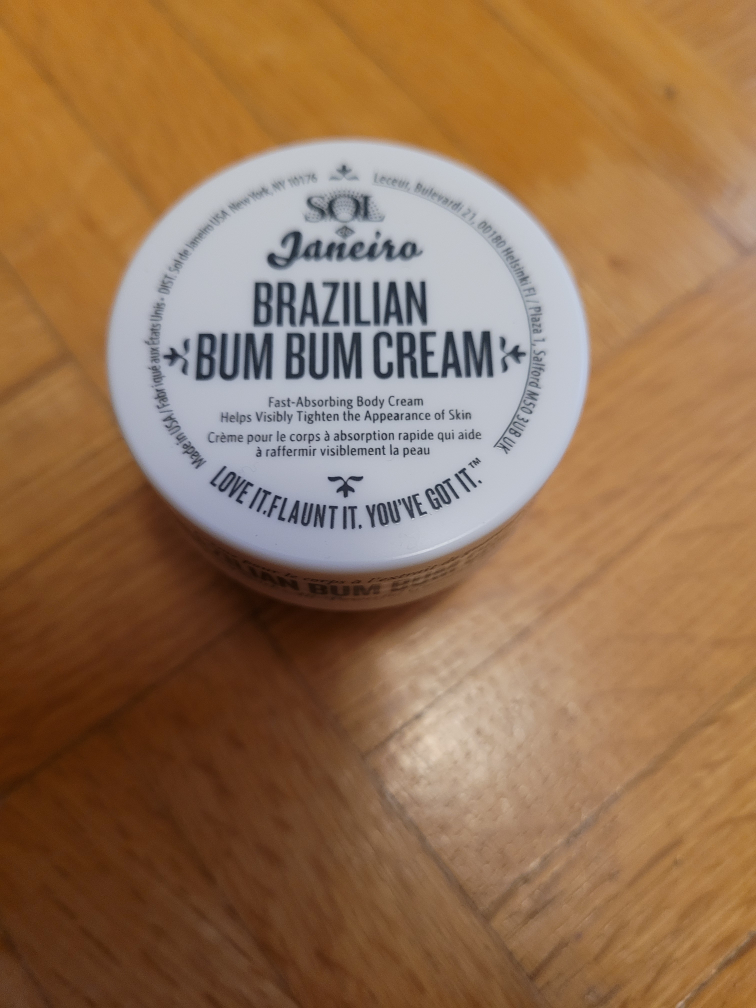 SOL
de
Janeiro
BRAZILIAN
BUM BUM CREAM
Fast-Absorbing Body Cream
Helps Visibly Tighten the Appearance of Skin
Crème pour le corps à absorption rapide qui aide
à raffermir visiblement la peau
LOVE IT. FLAUNT IT. YOU'VE GOT IT.™
Made in USA / Fabriqué aux États Unis • DIST. Sol de Janeiro USA New York, NY 10176
Leceur, Bulevardi 21, 00180 Helsinki FI / Plaza 1, Salford M50 3UB UK
BUM BUM